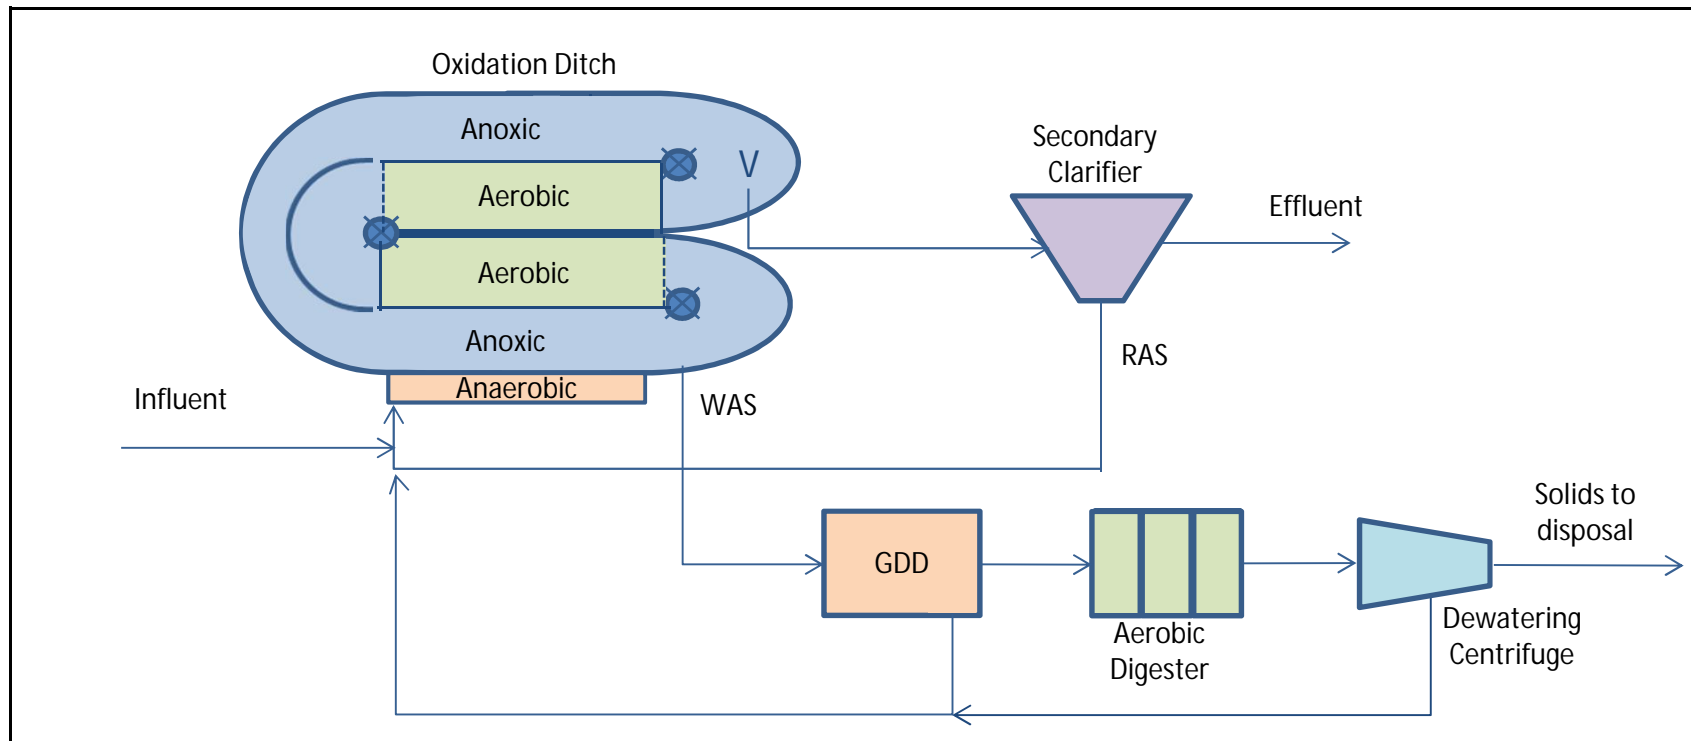 Oxidation Ditch
Anoxic
V
Aerobic
Aerobic
Anoxic
Anaerobic
Secondary
Clarifier
Effluent
Influent
WAS
RAS
GDD
Aerobic
Digester
Solids to
disposal
Dewatering
Centrifuge